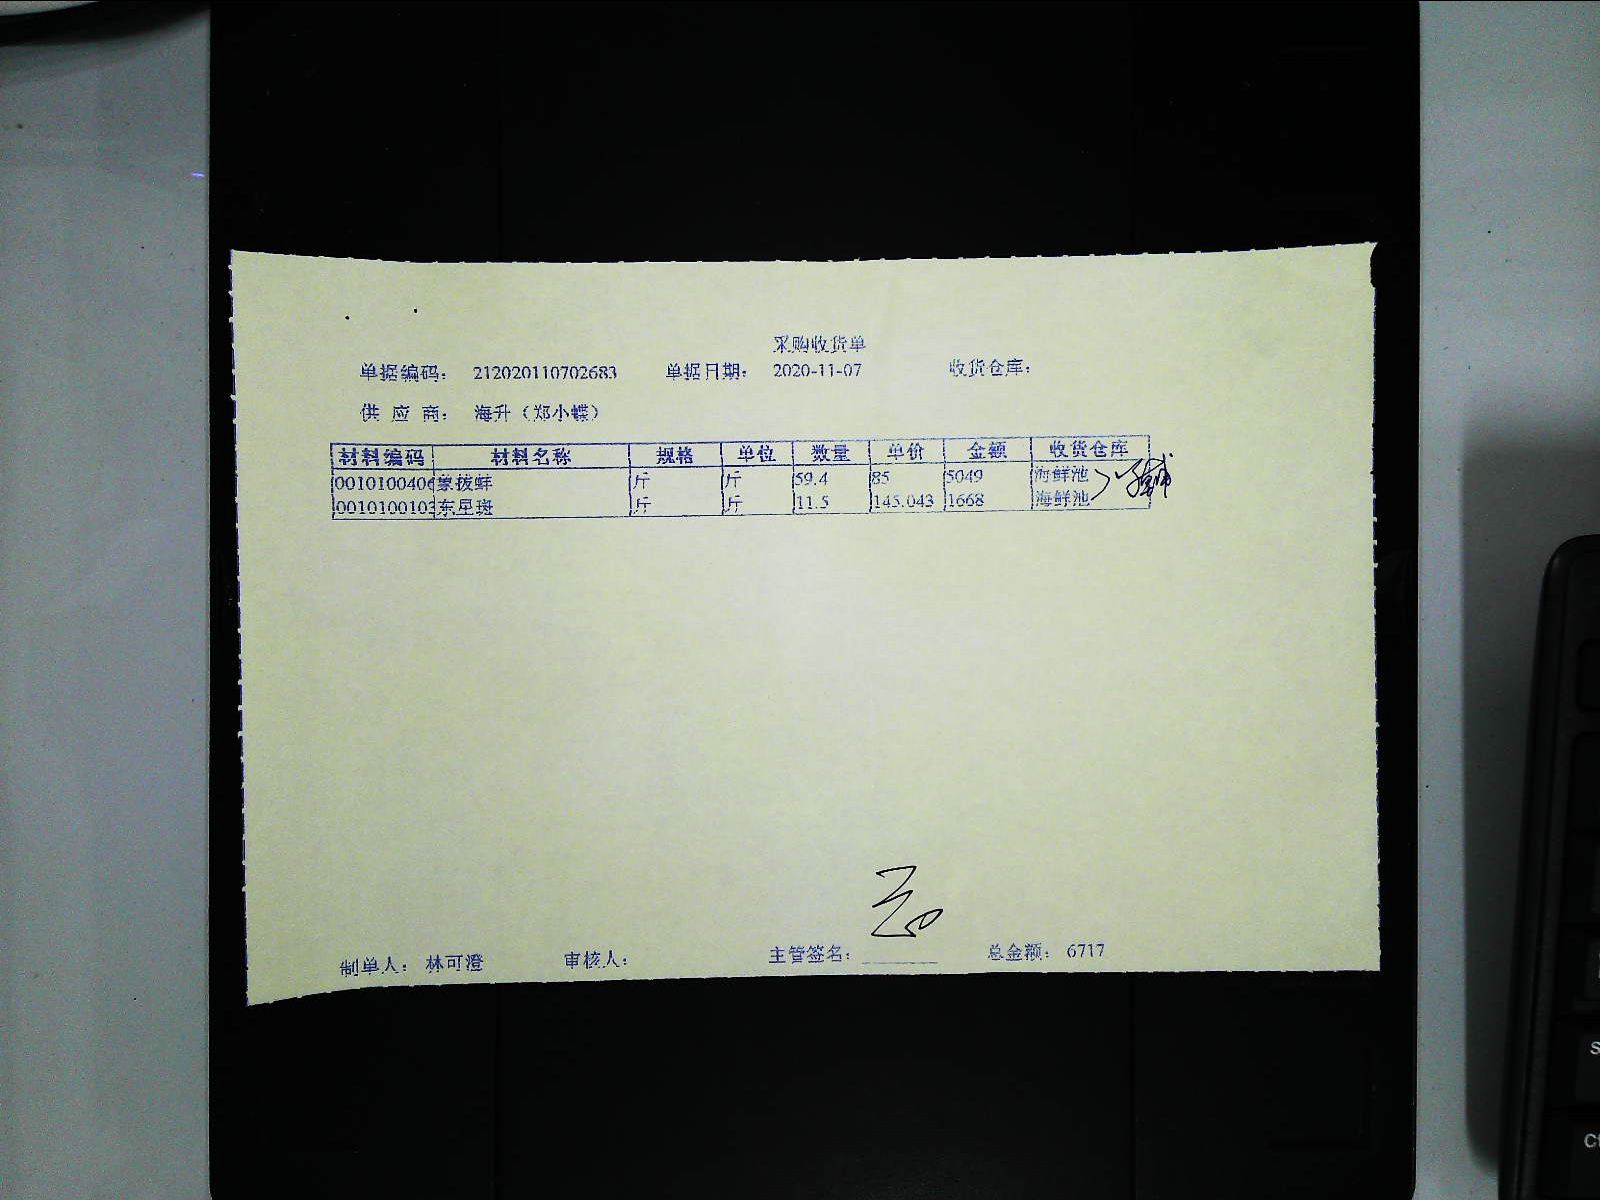 采购收货单
单据编码: 212020110702683 单据日期: 2020-11-07 收货仓库:
供 应 商: 海升（郑小蝶）
材料编码 材料名称 规格 单位 数量 单价 金额 收货仓库
0010100406 象拔蚌 斤 斤 59.4 85 5049 海鲜池
0010100103 东星斑 斤 斤 11.5 145.043 1668 海鲜池
制单人: 林可澄 审核人: 主管签名: 总金额: 6717
S